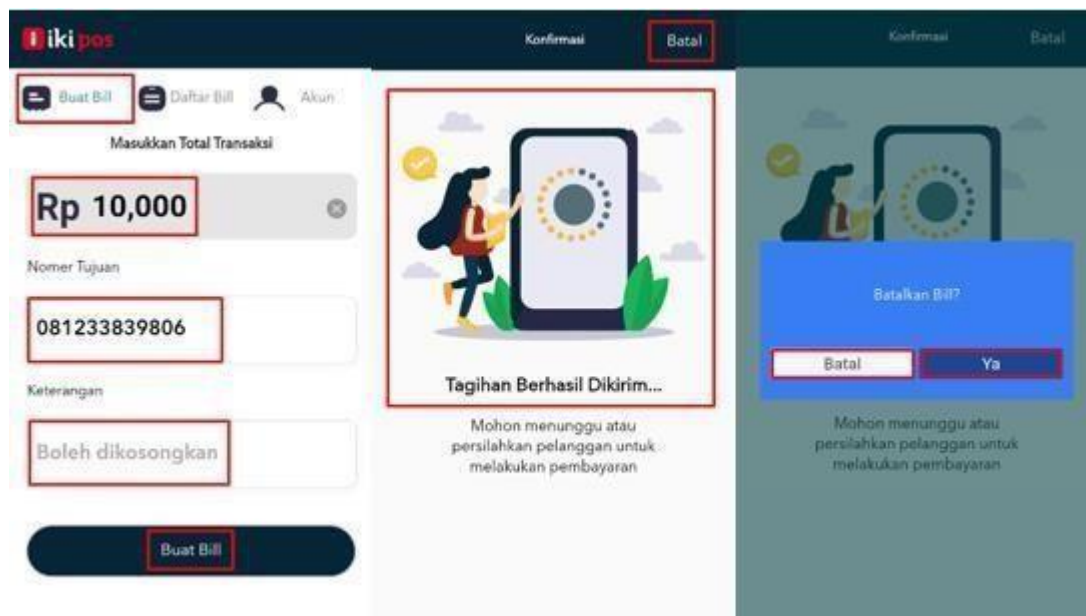 iki pos
Buat Bill Daftar Bill Akun
Masukkan Total Transaksi
Rp 10,000
Nomer Tujuan
081233839806
Keterangan
Boleh dikosongkan
Buat Bill
Konfirmasi Batal
Tagihan Berhasil Dikirim...
Mohon menunggu atau
persilahkan pelanggan untuk
melakukan pembayaran
Konfirmasi Batal
Batalkan Bill?
Batal Ya
Mohon menunggu atau
persilahkan pelanggan untuk
melakukan pembayaran